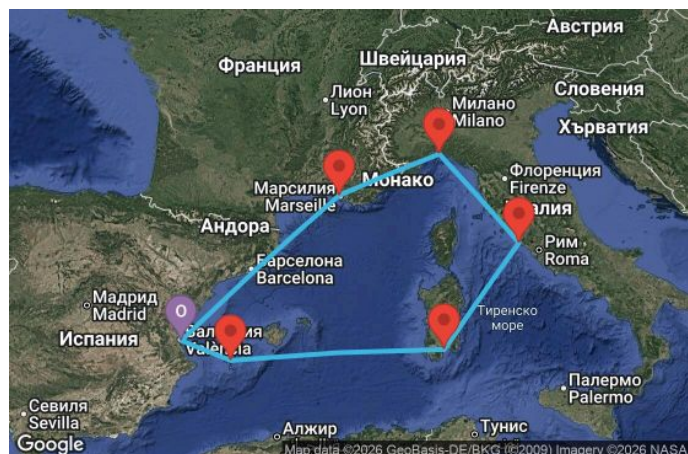 Австрия
Франция
Швейцария
Лион
Lyon
Словения
Милано
Milano
Хърватия
Монако
Флоренция
Firenze
Марсилия
Marseille
Андора
Рим
Roma
Барселона
Barcelona
Мадрид
Madrid
Тиренско
море
Испания
València
O
Палермо
Palermo
Севиля
Sevilla
Алжир
Тунис
Google
Map data ©2026 GeoBasis-DE/BKG (©2009) Imagery ©2026 NASA